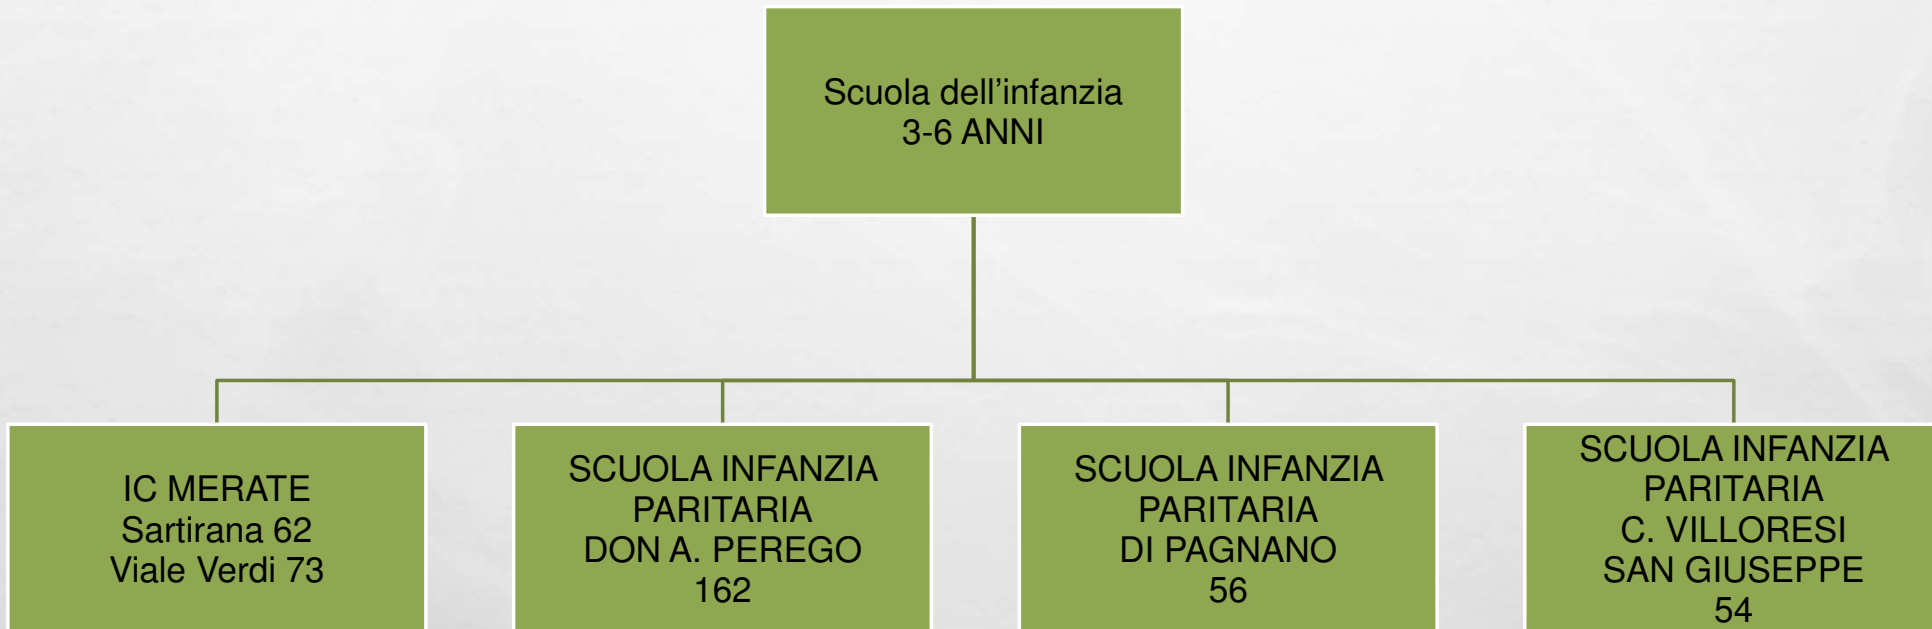 Scuola dell’infanzia
3-6 ANNI
IC MERATE
Sartirana 62
Viale Verdi 73
SCUOLA INFANZIA
PARITARIA
DON A. PEREGO
162
SCUOLA INFANZIA
PARITARIA
DI PAGNANO
56
SCUOLA INFANZIA
PARITARIA
C. VILLORESI
SAN GIUSEPPE
54